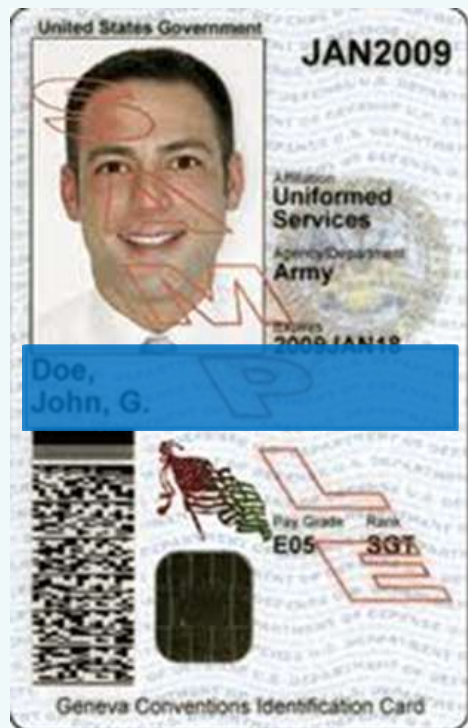 United States Government
JAN2009
Affiliation
Uniformed
Services
Agency/Department
Army
Expires
2009JAN18
Doe,
John, G.
Pay Grade Rank
E05 SGT
SAMPLE
Geneva Conventions Identification Card